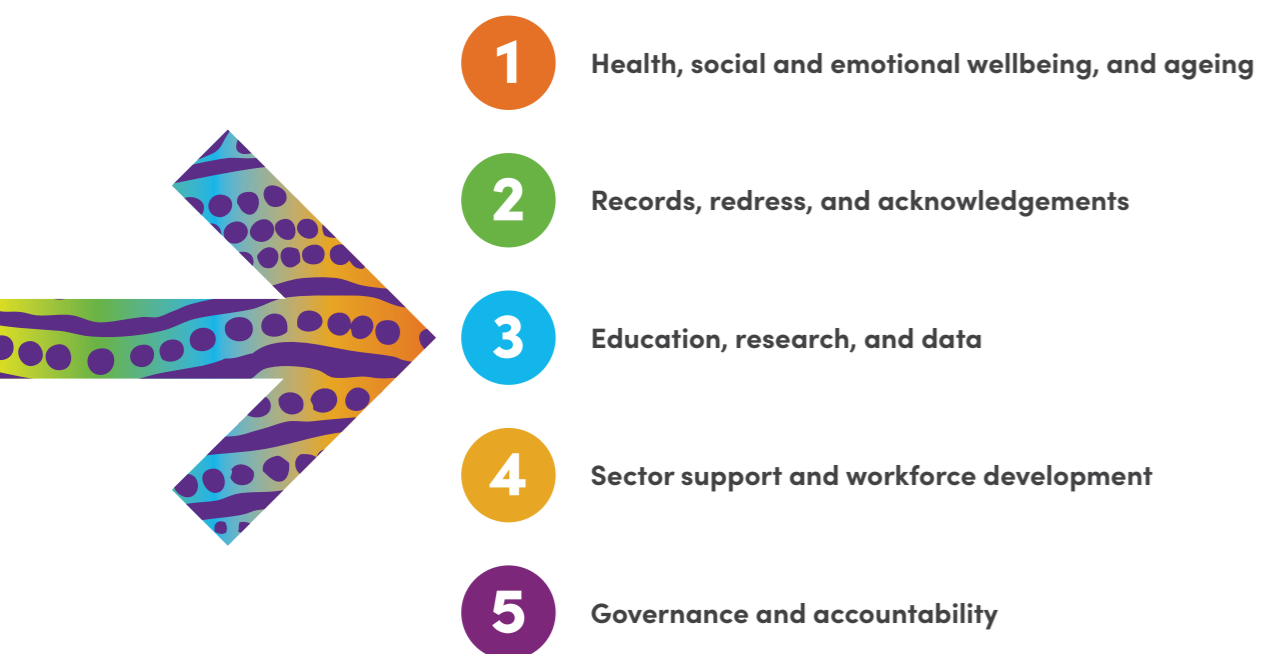 1 Health, social and emotional wellbeing, and ageing
2 Records, redress, and acknowledgements
3 Education, research, and data
4 Sector support and workforce development
5 Governance and accountability